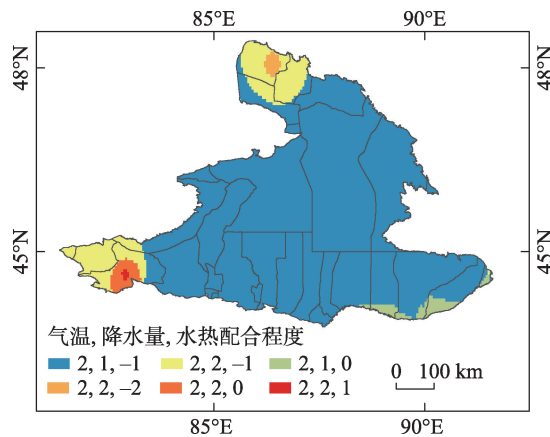 85°E 90°E
48°N 48°N
45°N 45°N
气温, 降水量, 水热配合程度
2, 1, –1 2, 2, –1 2, 1, 0
2, 2, –2 2, 2, 0 2, 2, 1
0 100 km
85°E 90°E